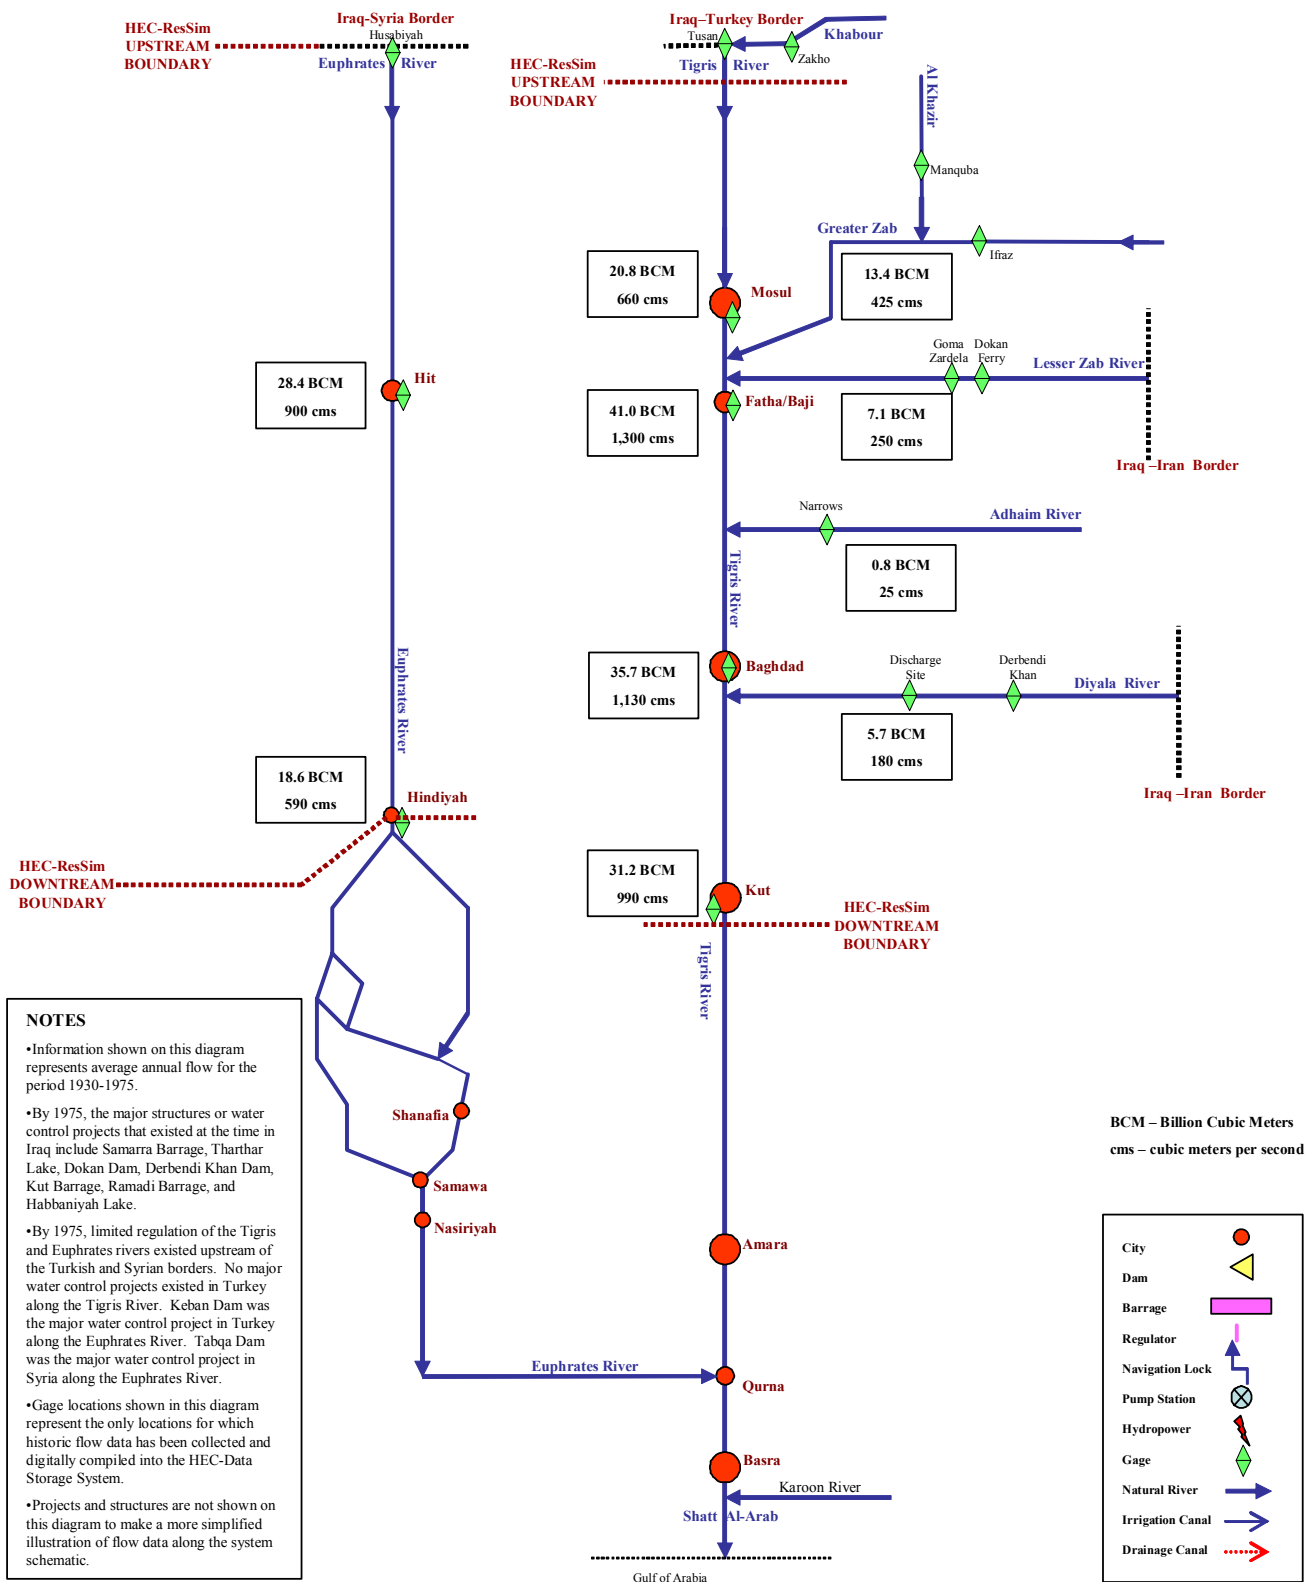 Iraq-Syria Border
HEC-ResSim
UPSTREAM
BOUNDARY
Husabiyah
Euphrates River
Iraq–Turkey Border
Tusan
Khabour
Zakho
Tigris River
HEC-ResSim
UPSTREAM
BOUNDARY
Al Khazir
Manquba
Greater Zab
Ifraz
20.8 BCM
660 cms
Mosul
13.4 BCM
425 cms
Goma
Zardela
Dokan
Ferry
Lesser Zab River
28.4 BCM
900 cms
Hit
41.0 BCM
1,300 cms
Fatha/Baji
7.1 BCM
250 cms
Iraq –Iran Border
Narrows
Adhaim River
0.8 BCM
25 cms
Tigris River
Euphrates River
35.7 BCM
1,130 cms
Baghdad
Discharge
Site
Derbendi
Khan
Diyala River
5.7 BCM
180 cms
Iraq –Iran Border
18.6 BCM
590 cms
Hindiyah
HEC-ResSim
DOWNTREAM
BOUNDARY
31.2 BCM
990 cms
Kut
HEC-ResSim
DOWNTREAM
BOUNDARY
Tigris River
NOTES
•Information shown on this diagram
represents average annual flow for the
period 1930-1975.
•By 1975, the major structures or water
control projects that existed at the time in
Iraq include Samarra Barrage, Tharthar
Lake, Dokan Dam, Derbendi Khan Dam,
Kut Barrage, Ramadi Barrage, and
Habbaniyah Lake.
•By 1975, limited regulation of the Tigris
and Euphrates rivers existed upstream of
the Turkish and Syrian borders. No major
water control projects existed in Turkey
along the Tigris River. Keban Dam was
the major water control project in Turkey
along the Euphrates River. Tabqa Dam
was the major water control project in
Syria along the Euphrates River.
•Gage locations shown in this diagram
represent the only locations for which
historic flow data has been collected and
digitally compiled into the HEC-Data
Storage System.
•Projects and structures are not shown on
this diagram to make a more simplified
illustration of flow data along the system
schematic.
Shanafia
Samawa
Nasiriyah
Amara
Euphrates River
Qurna
Basra
Karoon River
Shatt Al-Arab
Gulf of Arabia
BCM – Billion Cubic Meters
cms – cubic meters per second
City
Dam
Barrage
Regulator
Navigation Lock
Pump Station
Hydropower
Gage
Natural River
Irrigation Canal
Drainage Canal